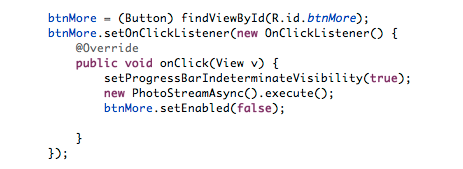 btnMore = (Button) findViewById(R.id.btnMore);
btnMore.setOnClickListener(new OnClickListener() {
@Override
public void onClick(View v) {
setProgressBarIndeterminateVisibility(true);
new PhotoStreamAsync().execute();
btnMore.setEnabled(false);
}
});